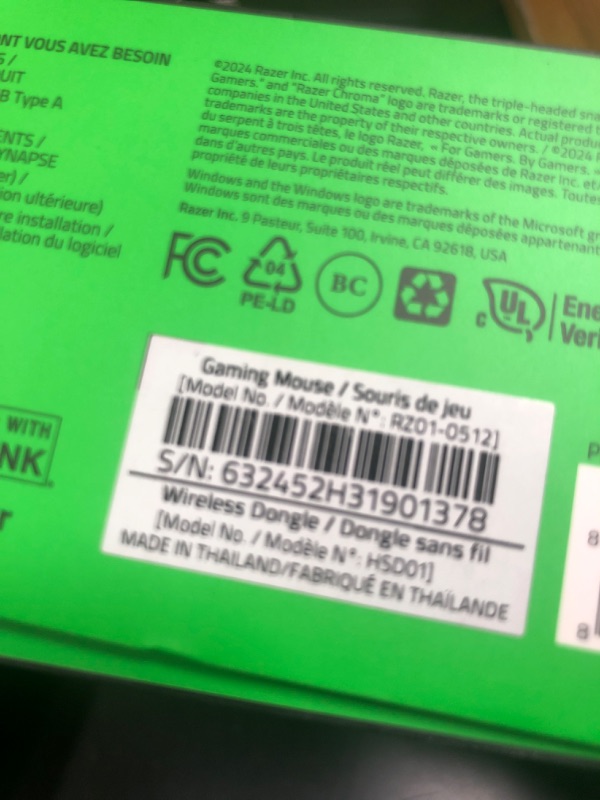 NT VOUS AVEZ BESOIN
S /
UIT
B Type A
ENTS /
YNAPSE
er) /
ion ultérieure)
re installation /
lation du logiciel
©2024 Razer Inc. All rights reserved. Razer, the triple-headed sna
Gamers." and "Razer Chroma" logo are trademarks or registered t
companies in the United States and other countries. Actual produ
trademarks are the property of their respective owners. / ©2024 R
du serpent à trois têtes, le logo Razer, « For Gamers. By Gamers. »
marques commerciales ou des marques déposées de Razer Inc. et/
dans d'autres pays. Le produit réel peut différer des images. Toutes
propriété de leurs propriétaires respectifs.
Windows and the Windows logo are trademarks of the Microsoft gr
Windows sont des marques ou des marques déposées appartenant
Razer Inc. 9 Pasteur, Suite 100, Irvine, CA 92618, USA
FC
04
PE-LD
BC
c UL
Ene
Veri
WITH
NK
r
Gaming Mouse / Souris de jeu
[Model No. / Modèle N°: RZ01-0512]
S/N: 632452H31901378
Wireless Dongle / Dongle sans fil
[Model No. / Modèle N°: HSD01]
MADE IN THAILAND/FABRIQUÉ EN THAÏLANDE
P
8
8